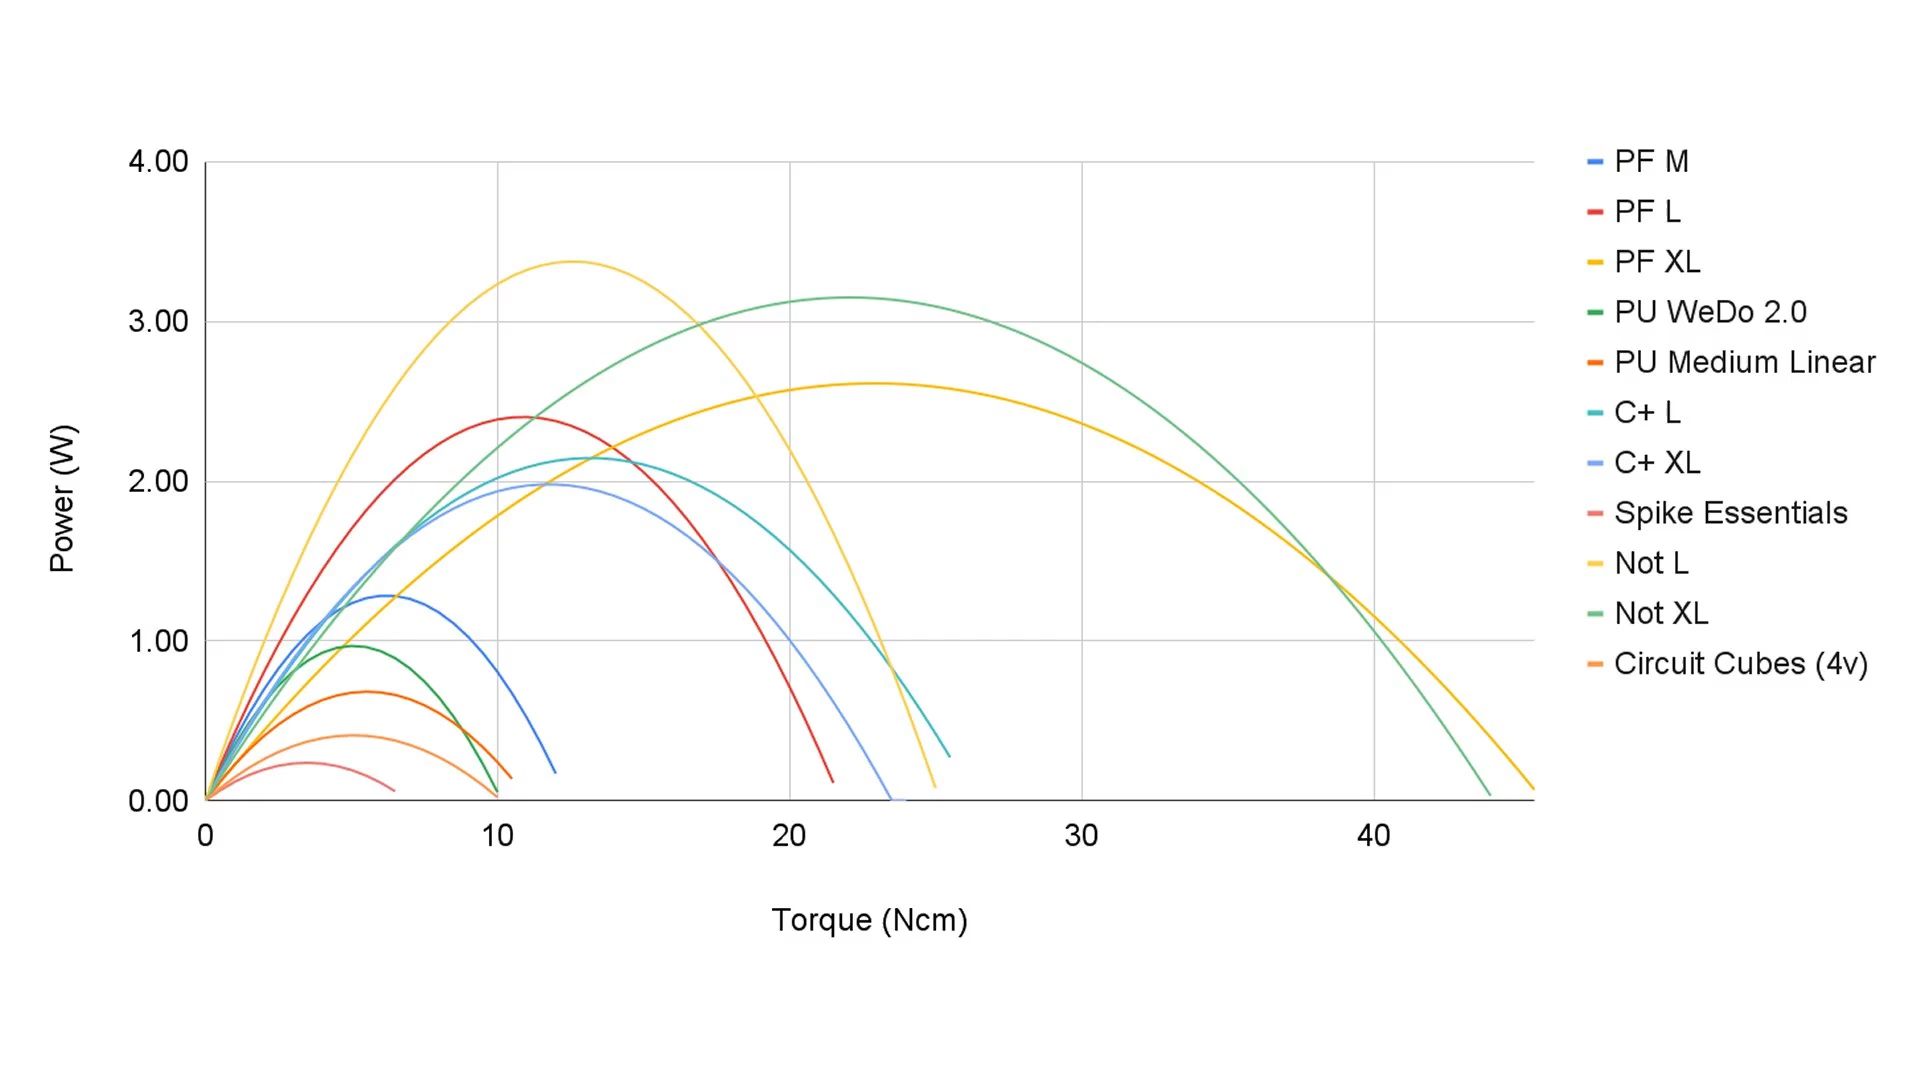 4.00
3.00
2.00
1.00
0.00
Power (W)
0 10 20 30 40
Torque (Ncm)
PF M
PF L
PF XL
PU WeDo 2.0
PU Medium Linear
C+ L
C+ XL
Spike Essentials
Not L
Not XL
Circuit Cubes (4v)